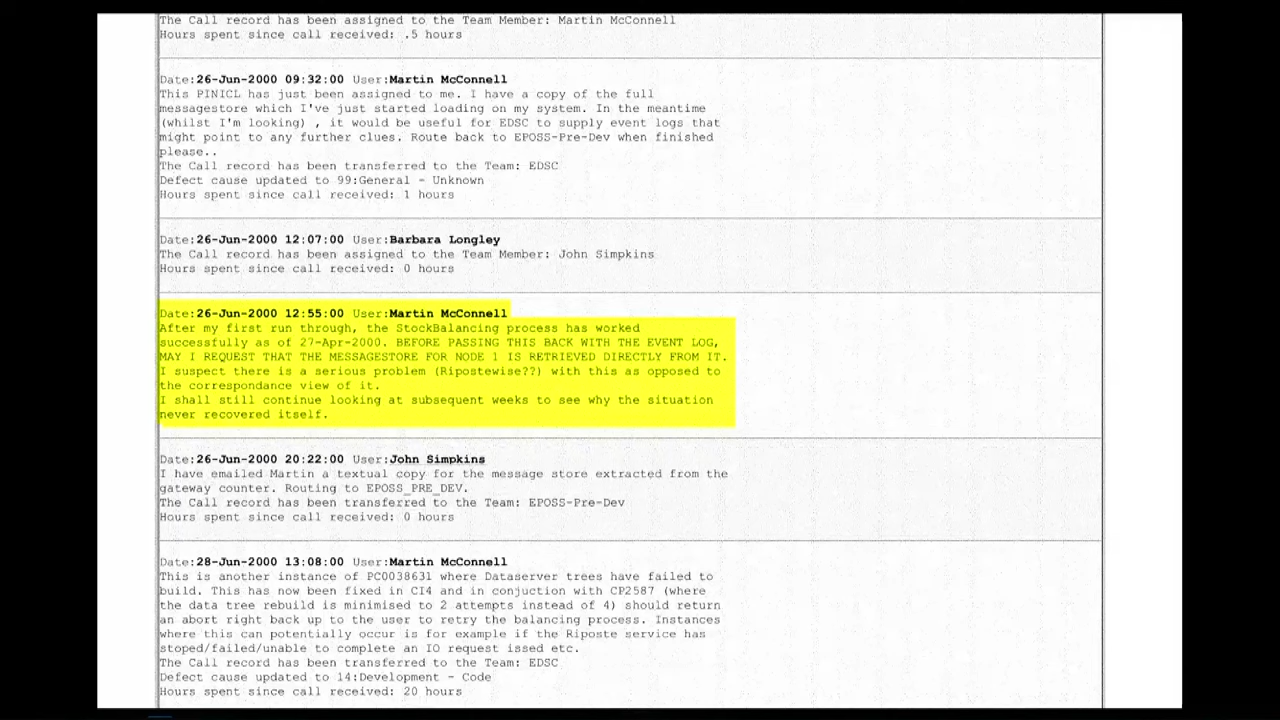 The Call record has been assigned to the Team Member: Martin McConnell
Hours spent since call received: .5 hours
Date:26-Jun-2000 09:32:00 User:Martin McConnell
This PINICL has just been assigned to me. I have a copy of the full
messagestore which I've just started loading on my system. In the meantime
(whilst I'm looking) , it would be useful for EDSC to supply event logs that
might point to any further clues. Route back to EPOSS-Pre-Dev when finished
please..
The Call record has been transferred to the Team: EDSC
Defect cause updated to 99:General - Unknown
Hours spent since call received: 1 hours
Date:26-Jun-2000 12:07:00 User:Barbara Longley
The Call record has been assigned to the Team Member: John Simpkins
Hours spent since call received: 0 hours
Date:26-Jun-2000 12:55:00 User:Martin McConnell
After my first run through, the StockBalancing process has worked
successfully as of 27-Apr-2000. BEFORE PASSING THIS BACK WITH THE EVENT LOG,
MAY I REQUEST THAT THE MESSAGESTORE FOR NODE 1 IS RETRIEVED DIRECTLY FROM IT.
I suspect there is a serious problem (Ripostewise??) with this as opposed to
the correspondance view of it.
I shall still continue looking at subsequent weeks to see why the situation
never recovered itself.
Date:26-Jun-2000 20:22:00 User:John Simpkins
I have emailed Martin a textual copy for the message store extracted from the
gateway counter. Routing to EPOSS_PRE_DEV.
The Call record has been transferred to the Team: EPOSS-Pre-Dev
Hours spent since call received: 0 hours
Date:28-Jun-2000 13:08:00 User:Martin McConnell
This is another instance of PC0038631 where Dataserver trees have failed to
build. This has now been fixed in CI4 and in conjuction with CP2587 (where
the data tree rebuild is minimised to 2 attempts instead of 4) should return
an abort right back up to the user to retry the balancing process. Instances
where this can potentially occur is for example if the Riposte service has
stoped/failed/unable to complete an IO request issed etc.
The Call record has been transferred to the Team: EDSC
Defect cause updated to 14:Development - Code
Hours spent since call received: 20 hours